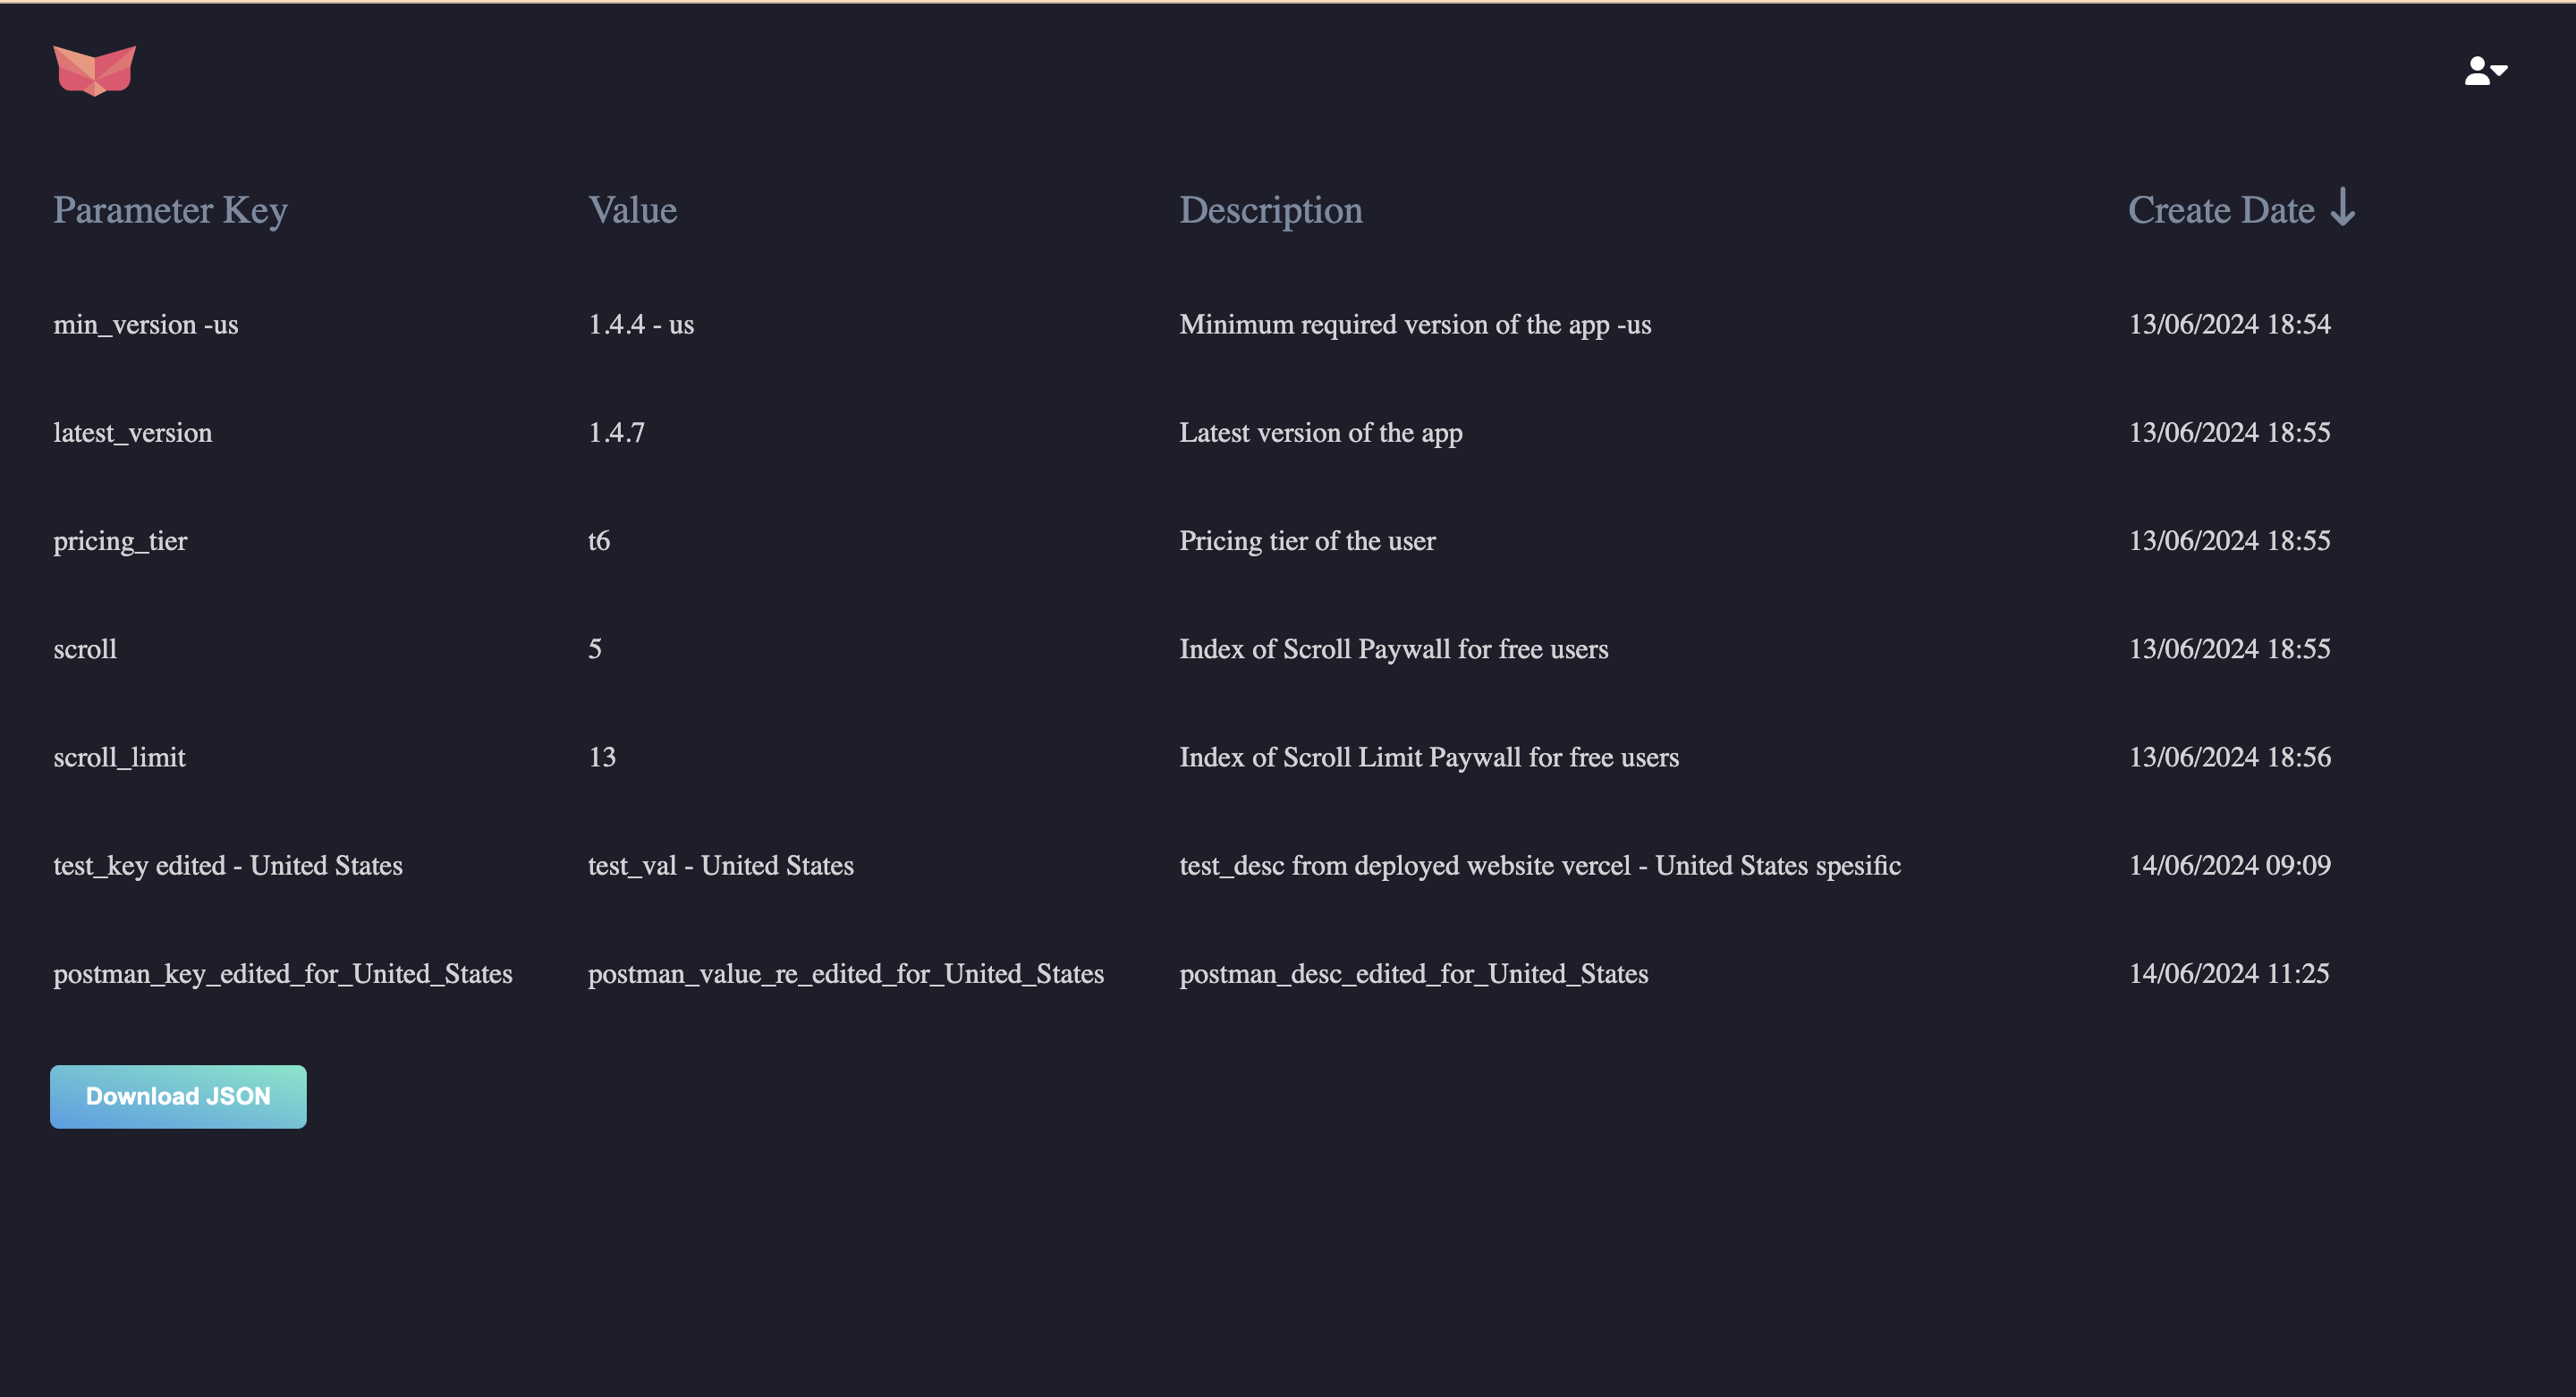 Parameter Key Value Description Create Date
min_version -us 1.4.4 - us Minimum required version of the app -us 13/06/2024 18:54
latest_version 1.4.7 Latest version of the app 13/06/2024 18:55
pricing_tier t6 Pricing tier of the user 13/06/2024 18:55
scroll 5 Index of Scroll Paywall for free users 13/06/2024 18:55
scroll_limit 13 Index of Scroll Limit Paywall for free users 13/06/2024 18:56
test_key edited - United States test_val - United States test_desc from deployed website vercel - United States spesific 14/06/2024 09:09
postman_key_edited_for_United_States postman_value_re_edited_for_United_States postman_desc_edited_for_United_States 14/06/2024 11:25
Download JSON